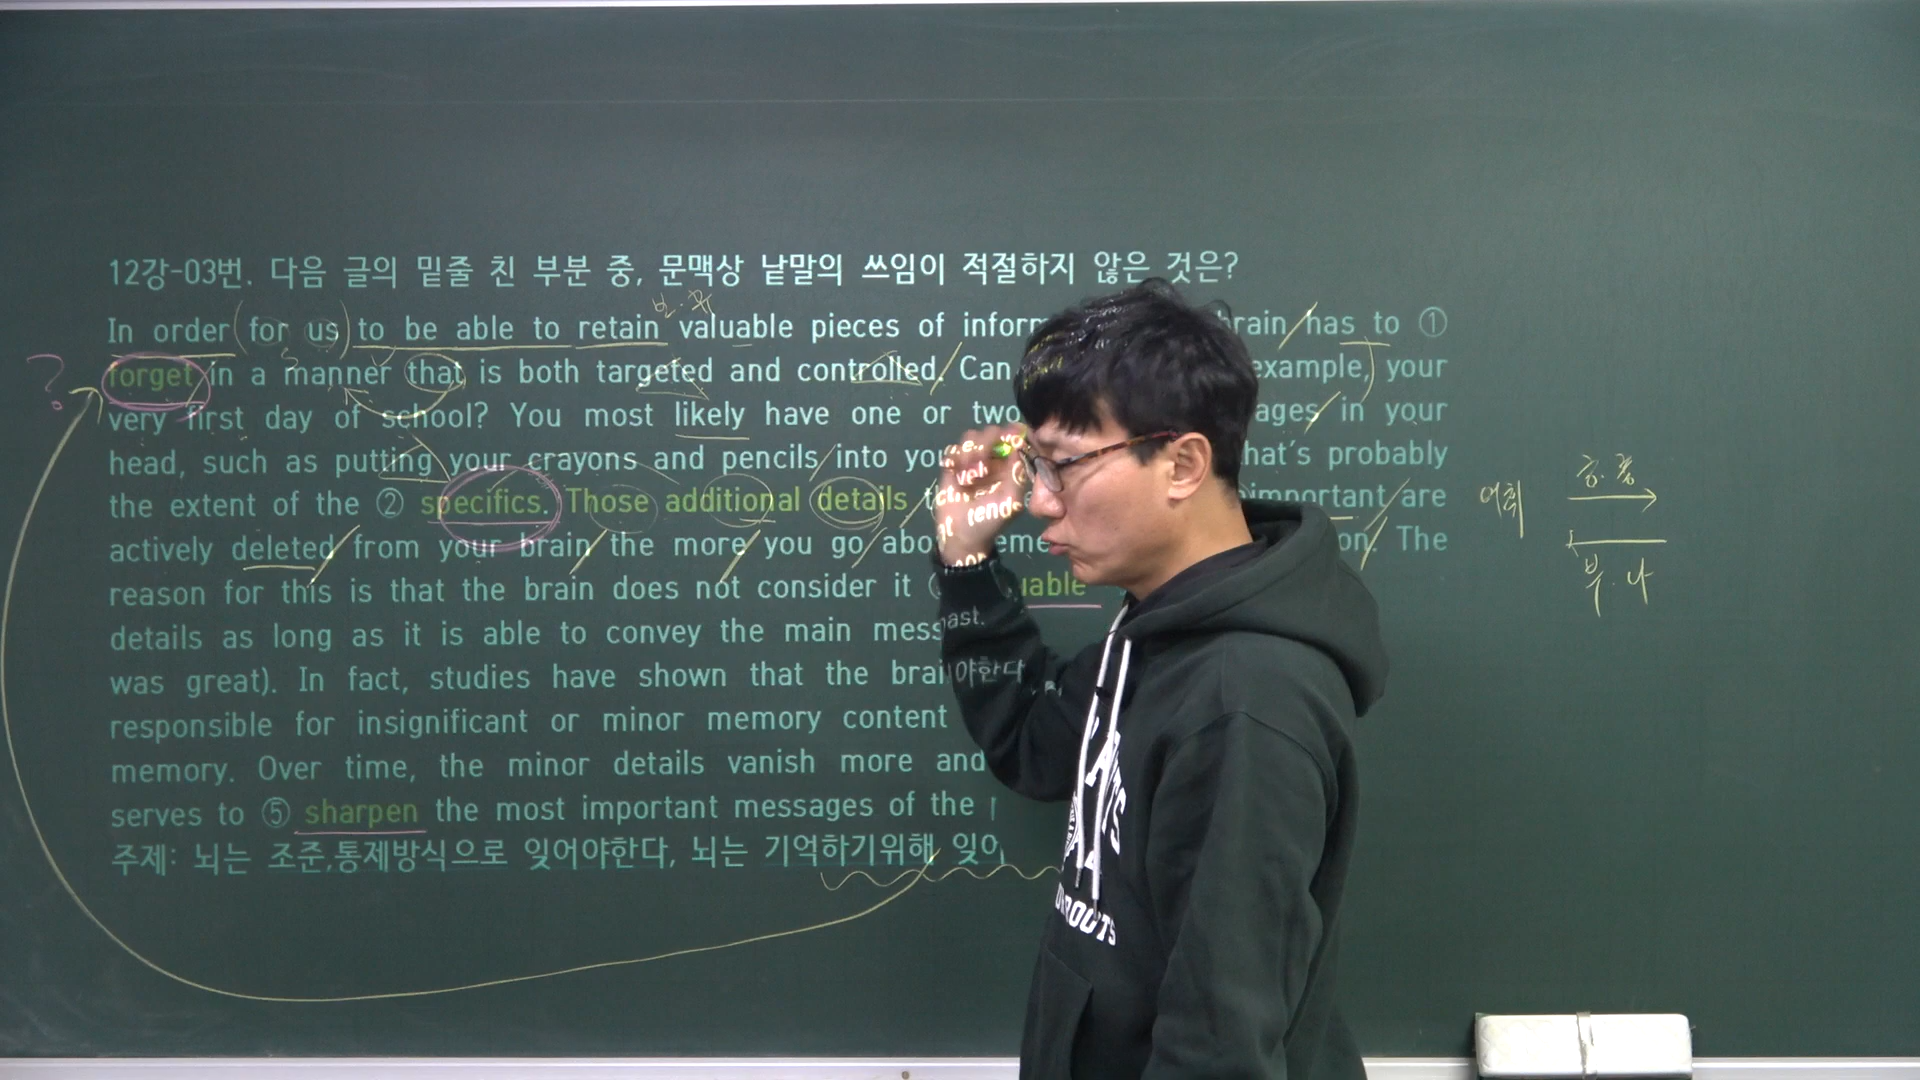 12강-03번. 다음 글의 밑줄 친 부분 중, 문맥상 낱말의 쓰임이 적절하지 않은 것은?
In order for us to be able to retain valuable pieces of inform brain has to ①
forget in a manner that is both targeted and controlled. Can example, your
very first day of school? You most likely have one or two ages in your
head, such as putting your crayons and pencils into you hat's probably
the extent of the ② specifics. Those additional details important are
actively deleted from your brain the more you go abo eme on. The
reason for this is that the brain does not consider it uable
details as long as it is able to convey the main mess
was great). In fact, studies have shown that the brai
responsible for insignificant or minor memory content
memory. Over time, the minor details vanish more and
serves to ⑤ sharpen the most important messages of the
past.
야한다
주제: 뇌는 조준,통제방식으로 잊어야한다, 뇌는 기억하기위해 잊어
?
어휘
부.나
ROOTS